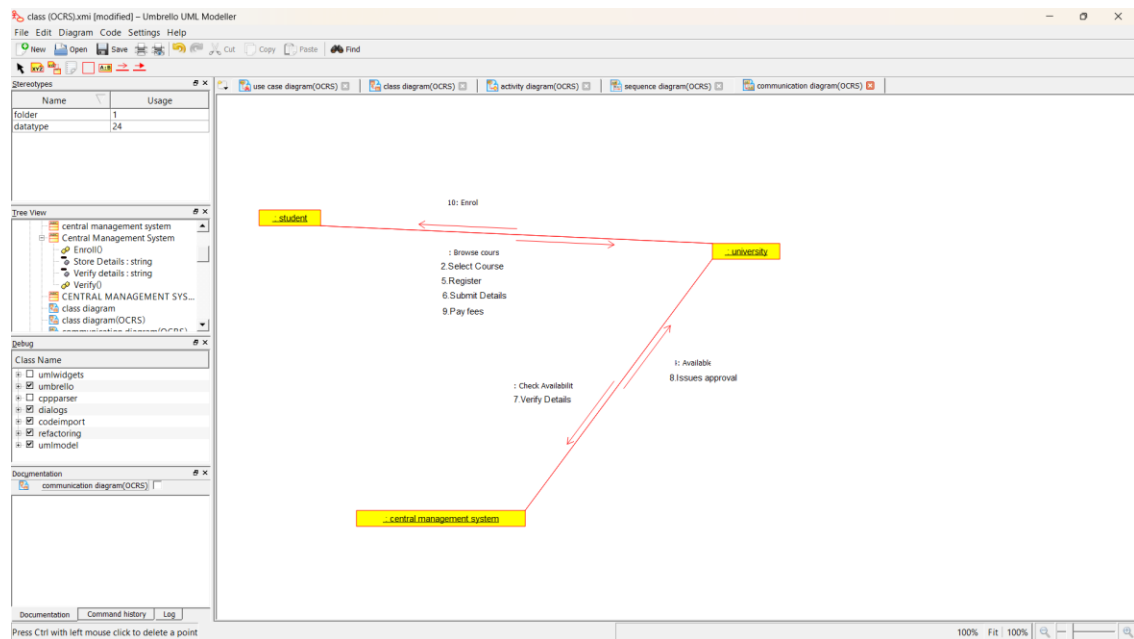 class (OCRS).xmi [modified] – Umbrello UML Modeller
File Edit Diagram Code Settings Help
New Open Save Cut Copy Paste Find
Stereotypes
Name Usage
folder 1
datatype 24
Tree View
central management system
Central Management System
Enroll()
Store Details : string
Verify details : string
Verify()
CENTRAL MANAGEMENT SYS...
class diagram
class diagram(OCRS)
communication diagram(OCRS)
Debug
Class Name
umlwidgets
umbrello
cppparser
dialogs
codeimport
refactoring
umlmodel
Documentation
communication diagram(OCRS)
Documentation Command history Log
Press Ctrl with left mouse click to delete a point
use case diagram(OCRS) class diagram(OCRS) activity diagram(OCRS) sequence diagram(OCRS) communication diagram(OCRS)
10: Enrol
: student
: university
: Browse cours
2.Select Course
5.Register
6.Submit Details
9.Pay fees
: Available
8.Issues approval
: Check Availabilit
7.Verify Details
: central management system
100% Fit 100%